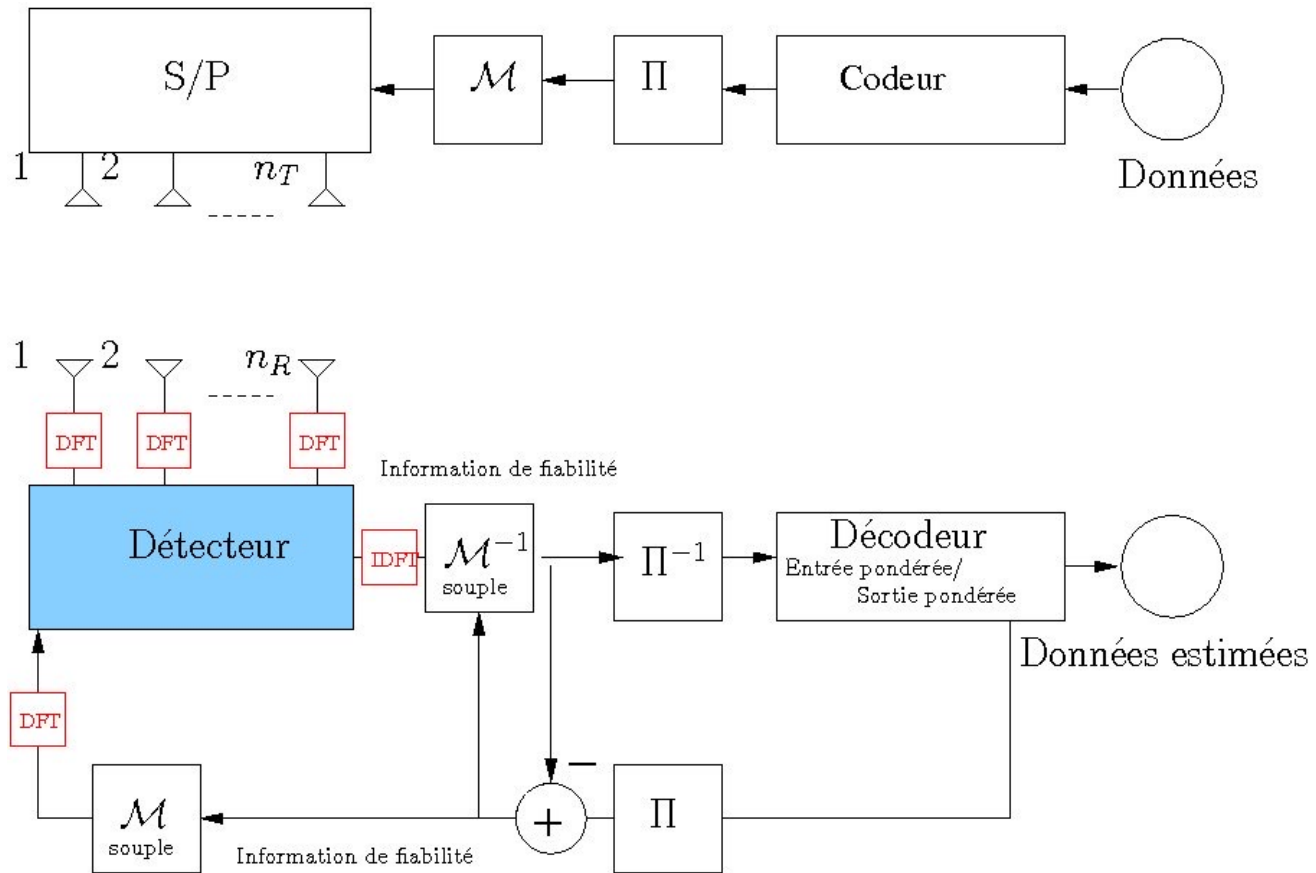 S/P
𝓜
Π
Codeur
1
2
n_T
Données
1
2
n_R
DFT
DFT
DFT
Information de fiabilité
Détecteur
IDFT
𝓜⁻¹
souple
Π⁻¹
Décodeur
Entrée pondérée/
Sortie pondérée
Données estimées
DFT
−
𝓜
souple
+
Π
Information de fiabilité